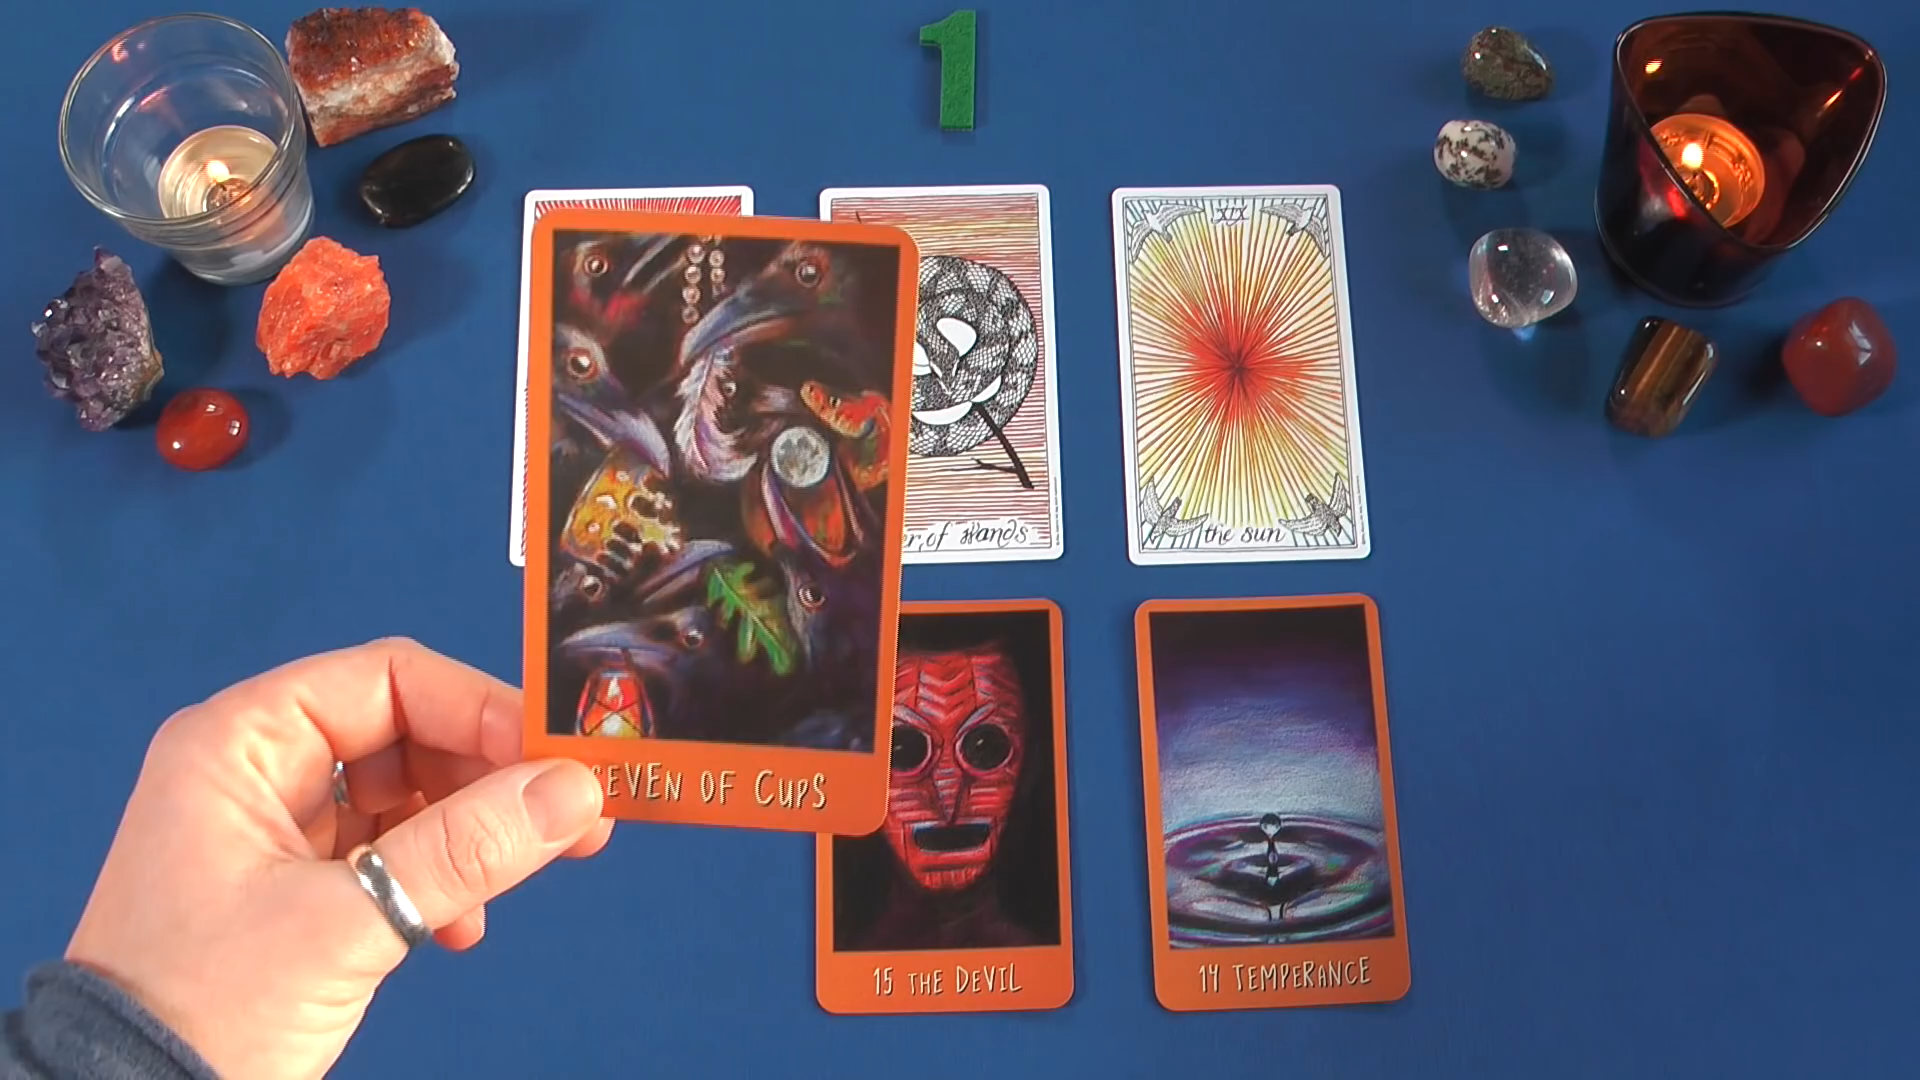 1
XIX
of wands
the sun
SEVEN OF CUPS
15 THE DEVIL
14 TEMPERANCE